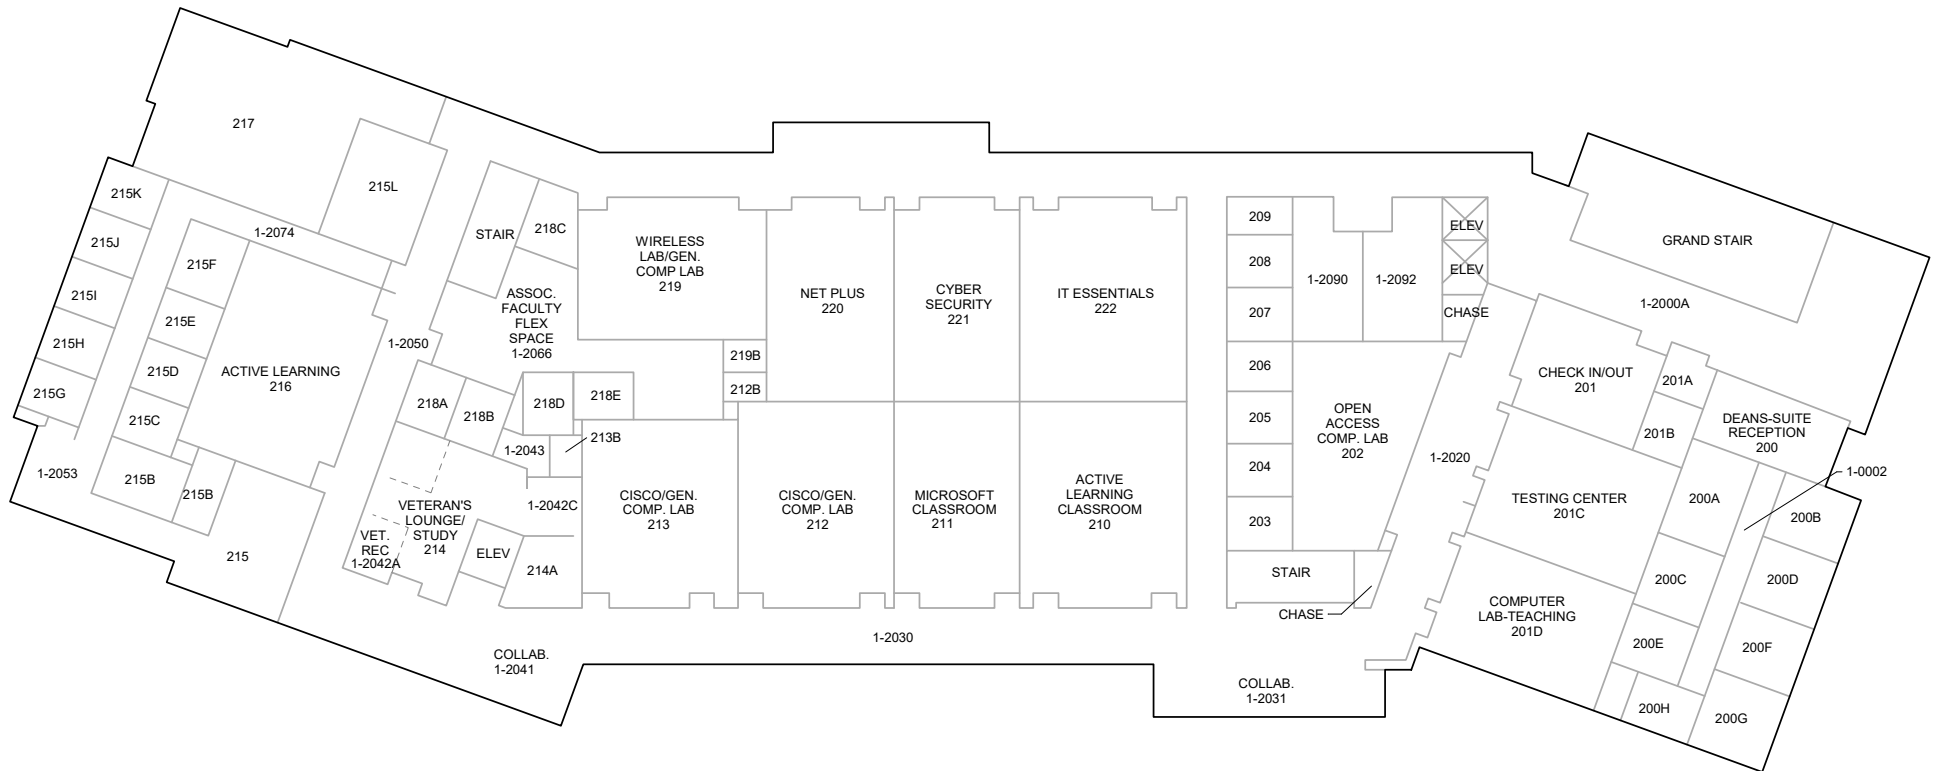 217
215K
215L
215J
1-2074
215F
215I
215E
215H
215D
ACTIVE LEARNING
216
215G
215C
1-2053
215B
215B
215
STAIR
218C
1-2050
ASSOC.
FACULTY
FLEX
SPACE
1-2066
218A
218B
218D
218E
1-2043
213B
1-2042C
VETERAN'S
LOUNGE/
STUDY
214
VET.
REC
1-2042A
ELEV
214A
COLLAB.
1-2041
WIRELESS
LAB/GEN.
COMP LAB
219
NET PLUS
220
CYBER
SECURITY
221
IT ESSENTIALS
222
219B
212B
CISCO/GEN.
COMP. LAB
213
CISCO/GEN.
COMP. LAB
212
MICROSOFT
CLASSROOM
211
ACTIVE
LEARNING
CLASSROOM
210
1-2030
209
208
207
206
205
204
203
1-2090
1-2092
ELEV
ELEV
CHASE
OPEN
ACCESS
COMP. LAB
202
STAIR
CHASE
COLLAB.
1-2031
1-2020
GRAND STAIR
1-2000A
CHECK IN/OUT
201
201A
201B
DEANS-SUITE
RECEPTION
200
1-0002
TESTING CENTER
201C
200A
200B
200C
200D
COMPUTER
LAB-TEACHING
201D
200E
200F
200H
200G